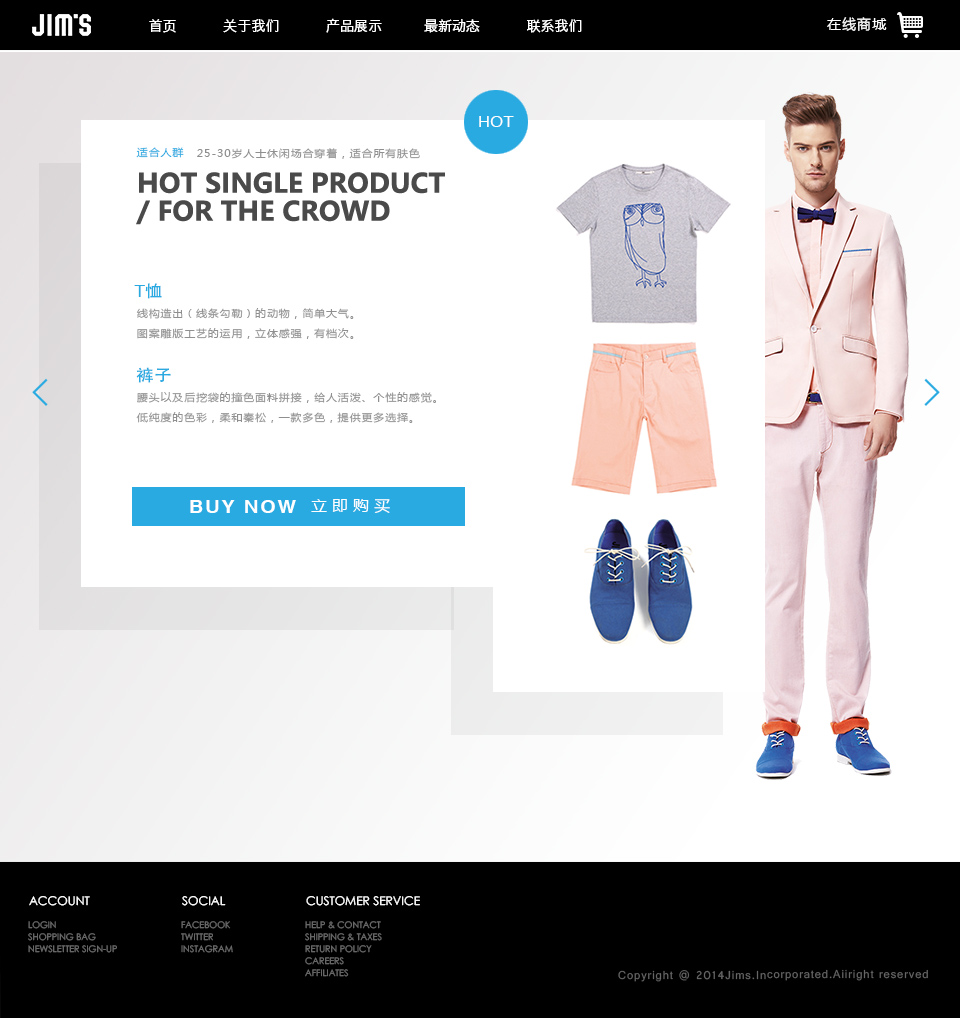 JIM'S
首页
关于我们
产品展示
最新动态
联系我们
在线商城
HOT
适合人群 25-30岁人士休闲场合穿着，适合所有肤色
HOT SINGLE PRODUCT
/ FOR THE CROWD
T恤
线构造出（线条勾勒）的动物，简单大气。
图案雕版工艺的运用，立体感强，有档次。
裤子
腰头以及后挖袋的撞色面料拼接，给人活泼、个性的感觉。
低纯度的色彩，柔和秦松，一款多色，提供更多选择。
BUY NOW 立即购买
ACCOUNT
LOGIN
SHOPPING BAG
NEWSLETTER SIGN-UP
SOCIAL
FACEBOOK
TWITTER
INSTAGRAM
CUSTOMER SERVICE
HELP & CONTACT
SHIPPING & TAXES
RETURN POLICY
CAREERS
AFFILIATES
Copyright @ 2014Jims.Incorporated.Aiiright reserved